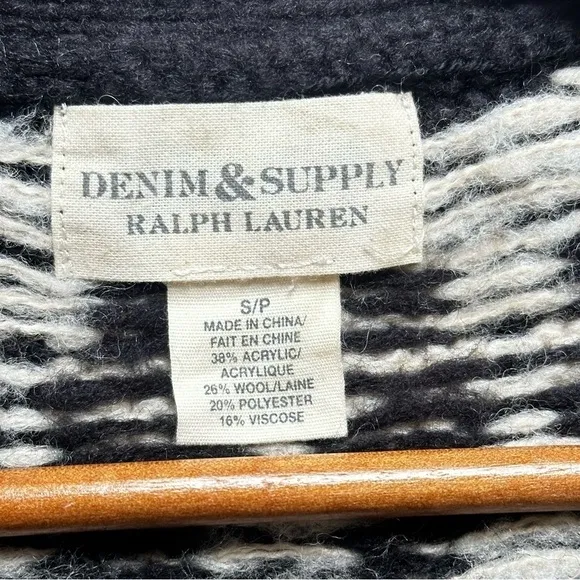 DENIM & SUPPLY
RALPH LAUREN
S/P
MADE IN CHINA/
FAIT EN CHINE
38% ACRYLIC/
ACRYLIQUE
26% WOOL/LAINE
20% POLYESTER
16% VISCOSE